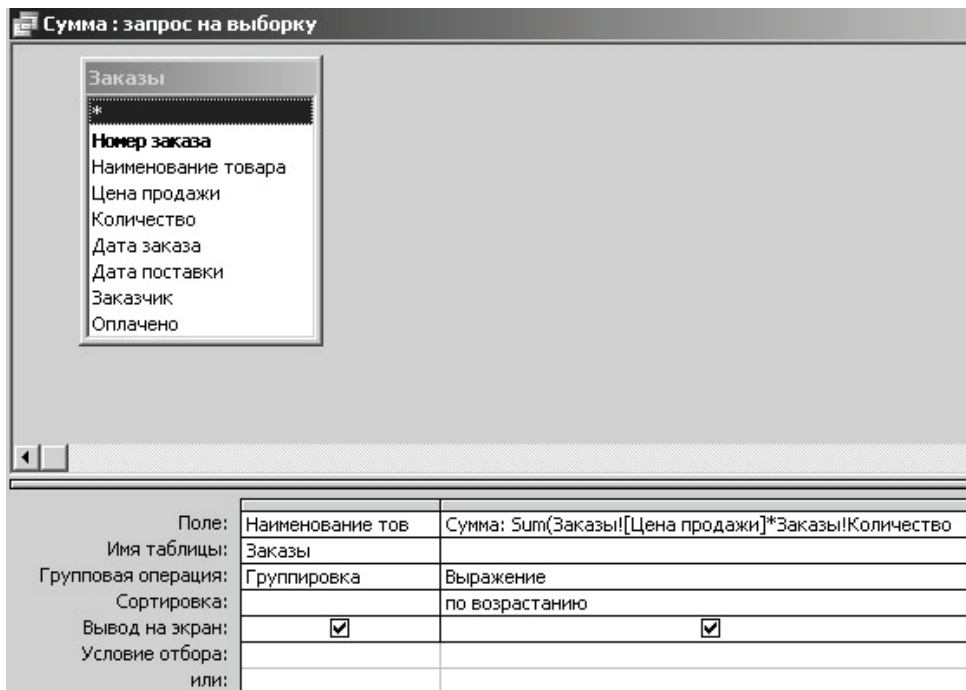 Сумма : запрос на выборку
Заказы
*
Номер заказа
Наименование товара
Цена продажи
Количество
Дата заказа
Дата поставки
Заказчик
Оплачено
Поле: Наименование тов Сумма: Sum(Заказы![Цена продажи]*Заказы!Количество
Имя таблицы: Заказы
Групповая операция: Группировка Выражение
Сортировка: по возрастанию
Вывод на экран:
Условие отбора:
или: